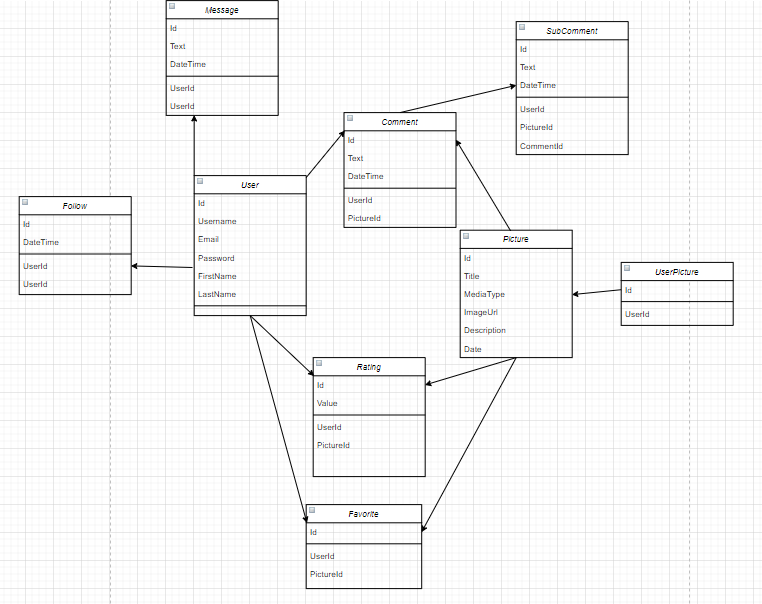 Message
Id
Text
DateTime
UserId
UserId
SubComment
Id
Text
DateTime
UserId
PictureId
CommentId
Comment
Id
Text
DateTime
UserId
PictureId
User
Id
Username
Email
Password
FirstName
LastName
Follow
Id
DateTime
UserId
UserId
Picture
Id
Title
MediaType
ImageUrl
Description
Date
UserPicture
Id
UserId
Rating
Id
Value
UserId
PictureId
Favorite
Id
UserId
PictureId